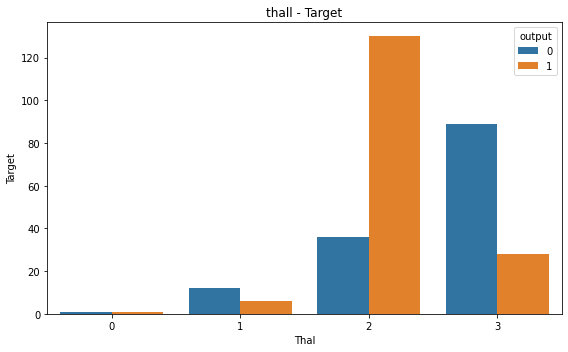 thall - Target
output
0
1
Target
120
100
80
60
40
20
0
0 1 2 3
Thal